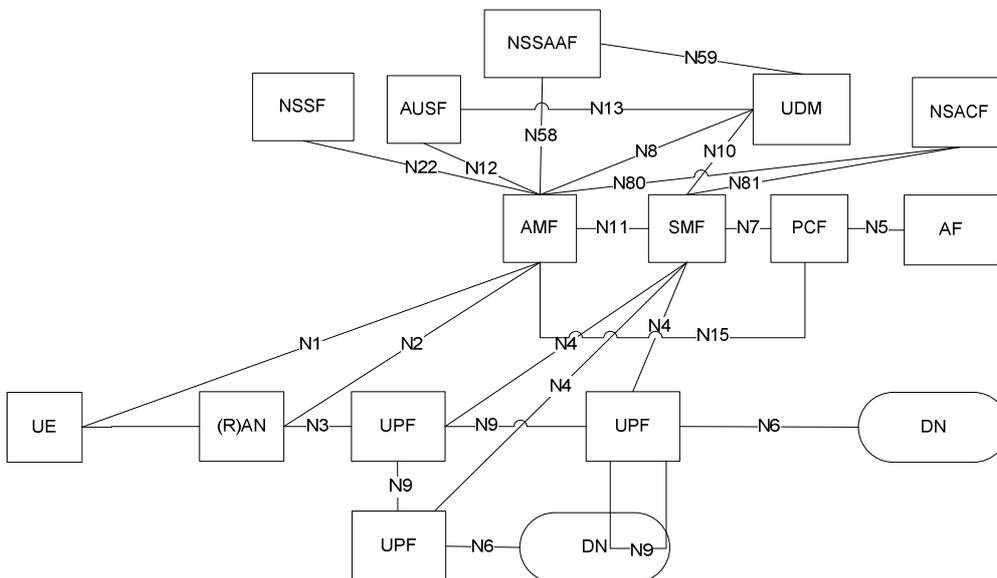 NSSAAF
N59
NSSF
AUSF
N13
UDM
NSACF
N58
N22
N12
N8
N10
N80
N81
AMF
N11
SMF
N7
PCF
N5
AF
N1
N2
N4
N4
N15
N4
UE
(R)AN
N3
UPF
N9
UPF
N6
DN
N9
UPF
N6
DN
N9